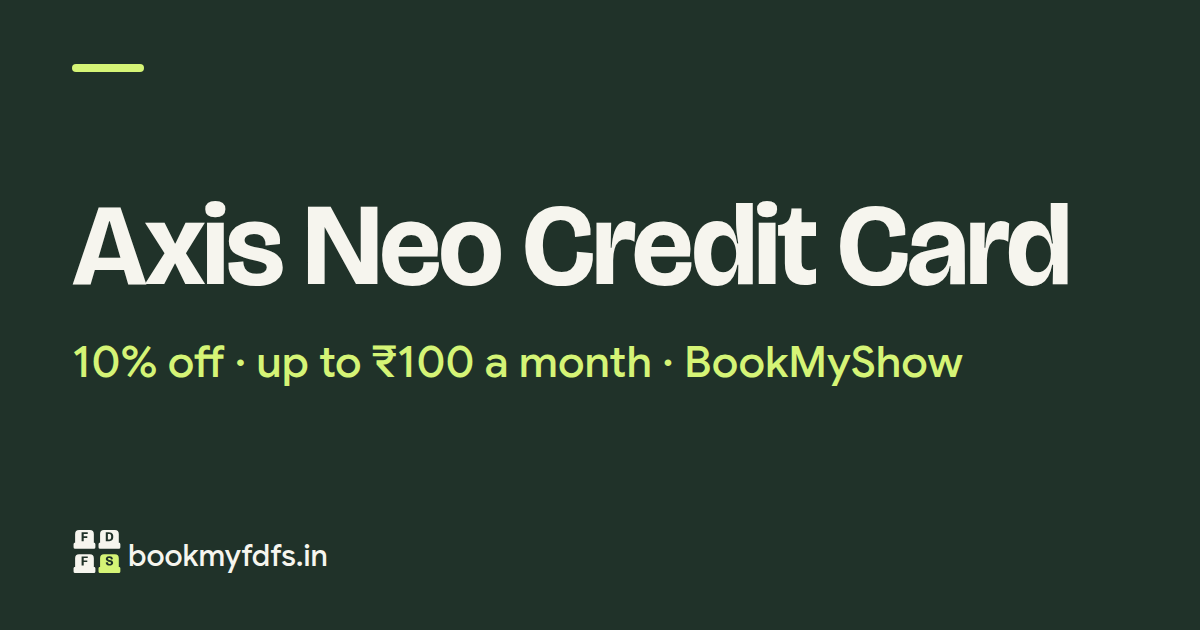 Axis Neo Credit Card
10% off · up to ₹100 a month · BookMyShow
F D
F S
bookmyfdfs.in